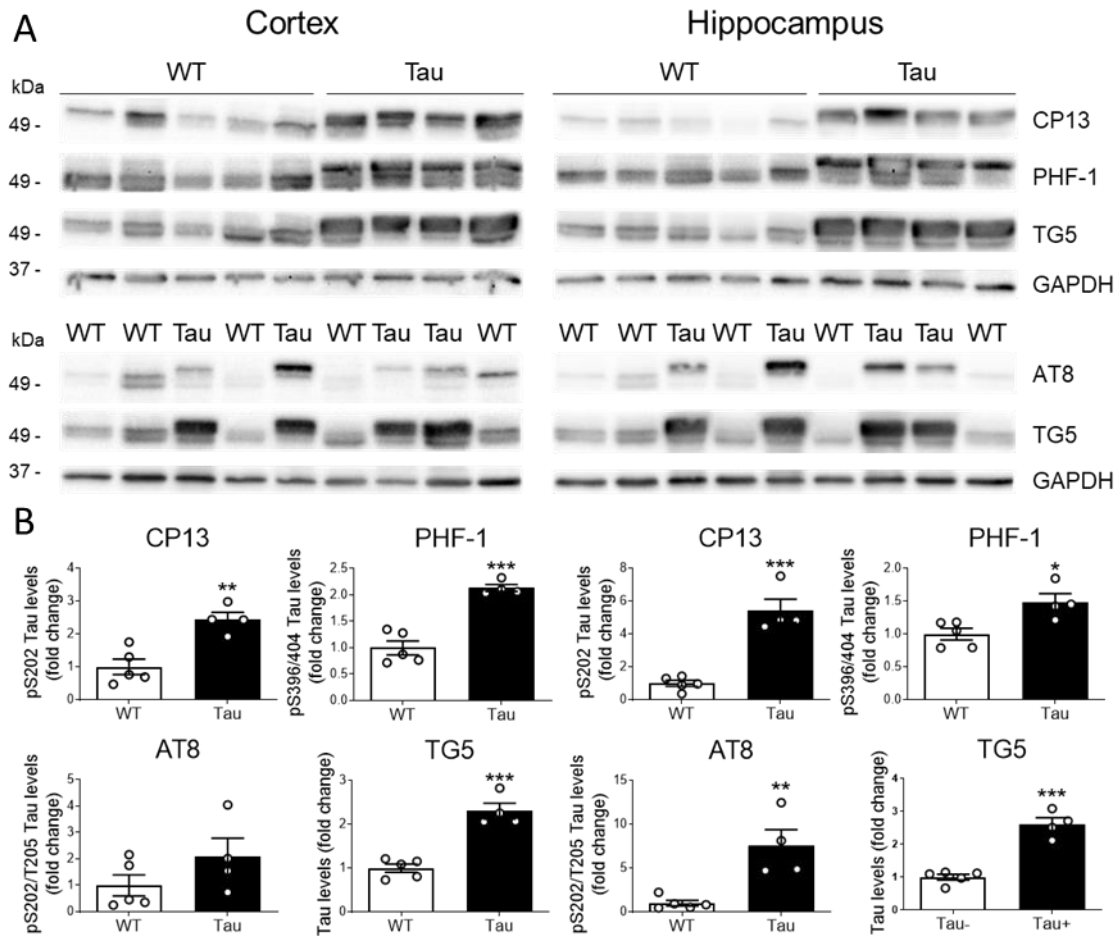 A
Cortex Hippocampus
WT Tau WT Tau
kDa
49 - CP13
49 - PHF-1
49 - TG5
37 - GAPDH
kDa WT WT Tau WT Tau WT Tau Tau WT WT WT Tau WT Tau WT Tau Tau WT
49 - AT8
49 - TG5
37 - GAPDH
B
CP13
pS202 Tau levels
(fold change)
4
2
0
**
WT Tau
PHF-1
pS396/404 Tau levels
(fold change)
2.5
2.0
1.5
1.0
0.5
0.0
***
WT Tau
CP13
pS202 Tau levels
(fold change)
8
6
4
2
0
***
WT Tau
PHF-1
pS396/404 Tau levels
(fold change)
2.0
1.5
1.0
0.5
0.0
*
WT Tau
AT8
pS202/T205 Tau levels
(fold change)
5
4
3
2
1
0
WT Tau
TG5
Tau levels (fold change)
3
2
1
0
***
WT Tau
AT8
pS202/T205 Tau levels
(fold change)
15
10
5
0
**
WT Tau
TG5
Tau levels (fold change)
4
3
2
1
0
***
Tau- Tau+